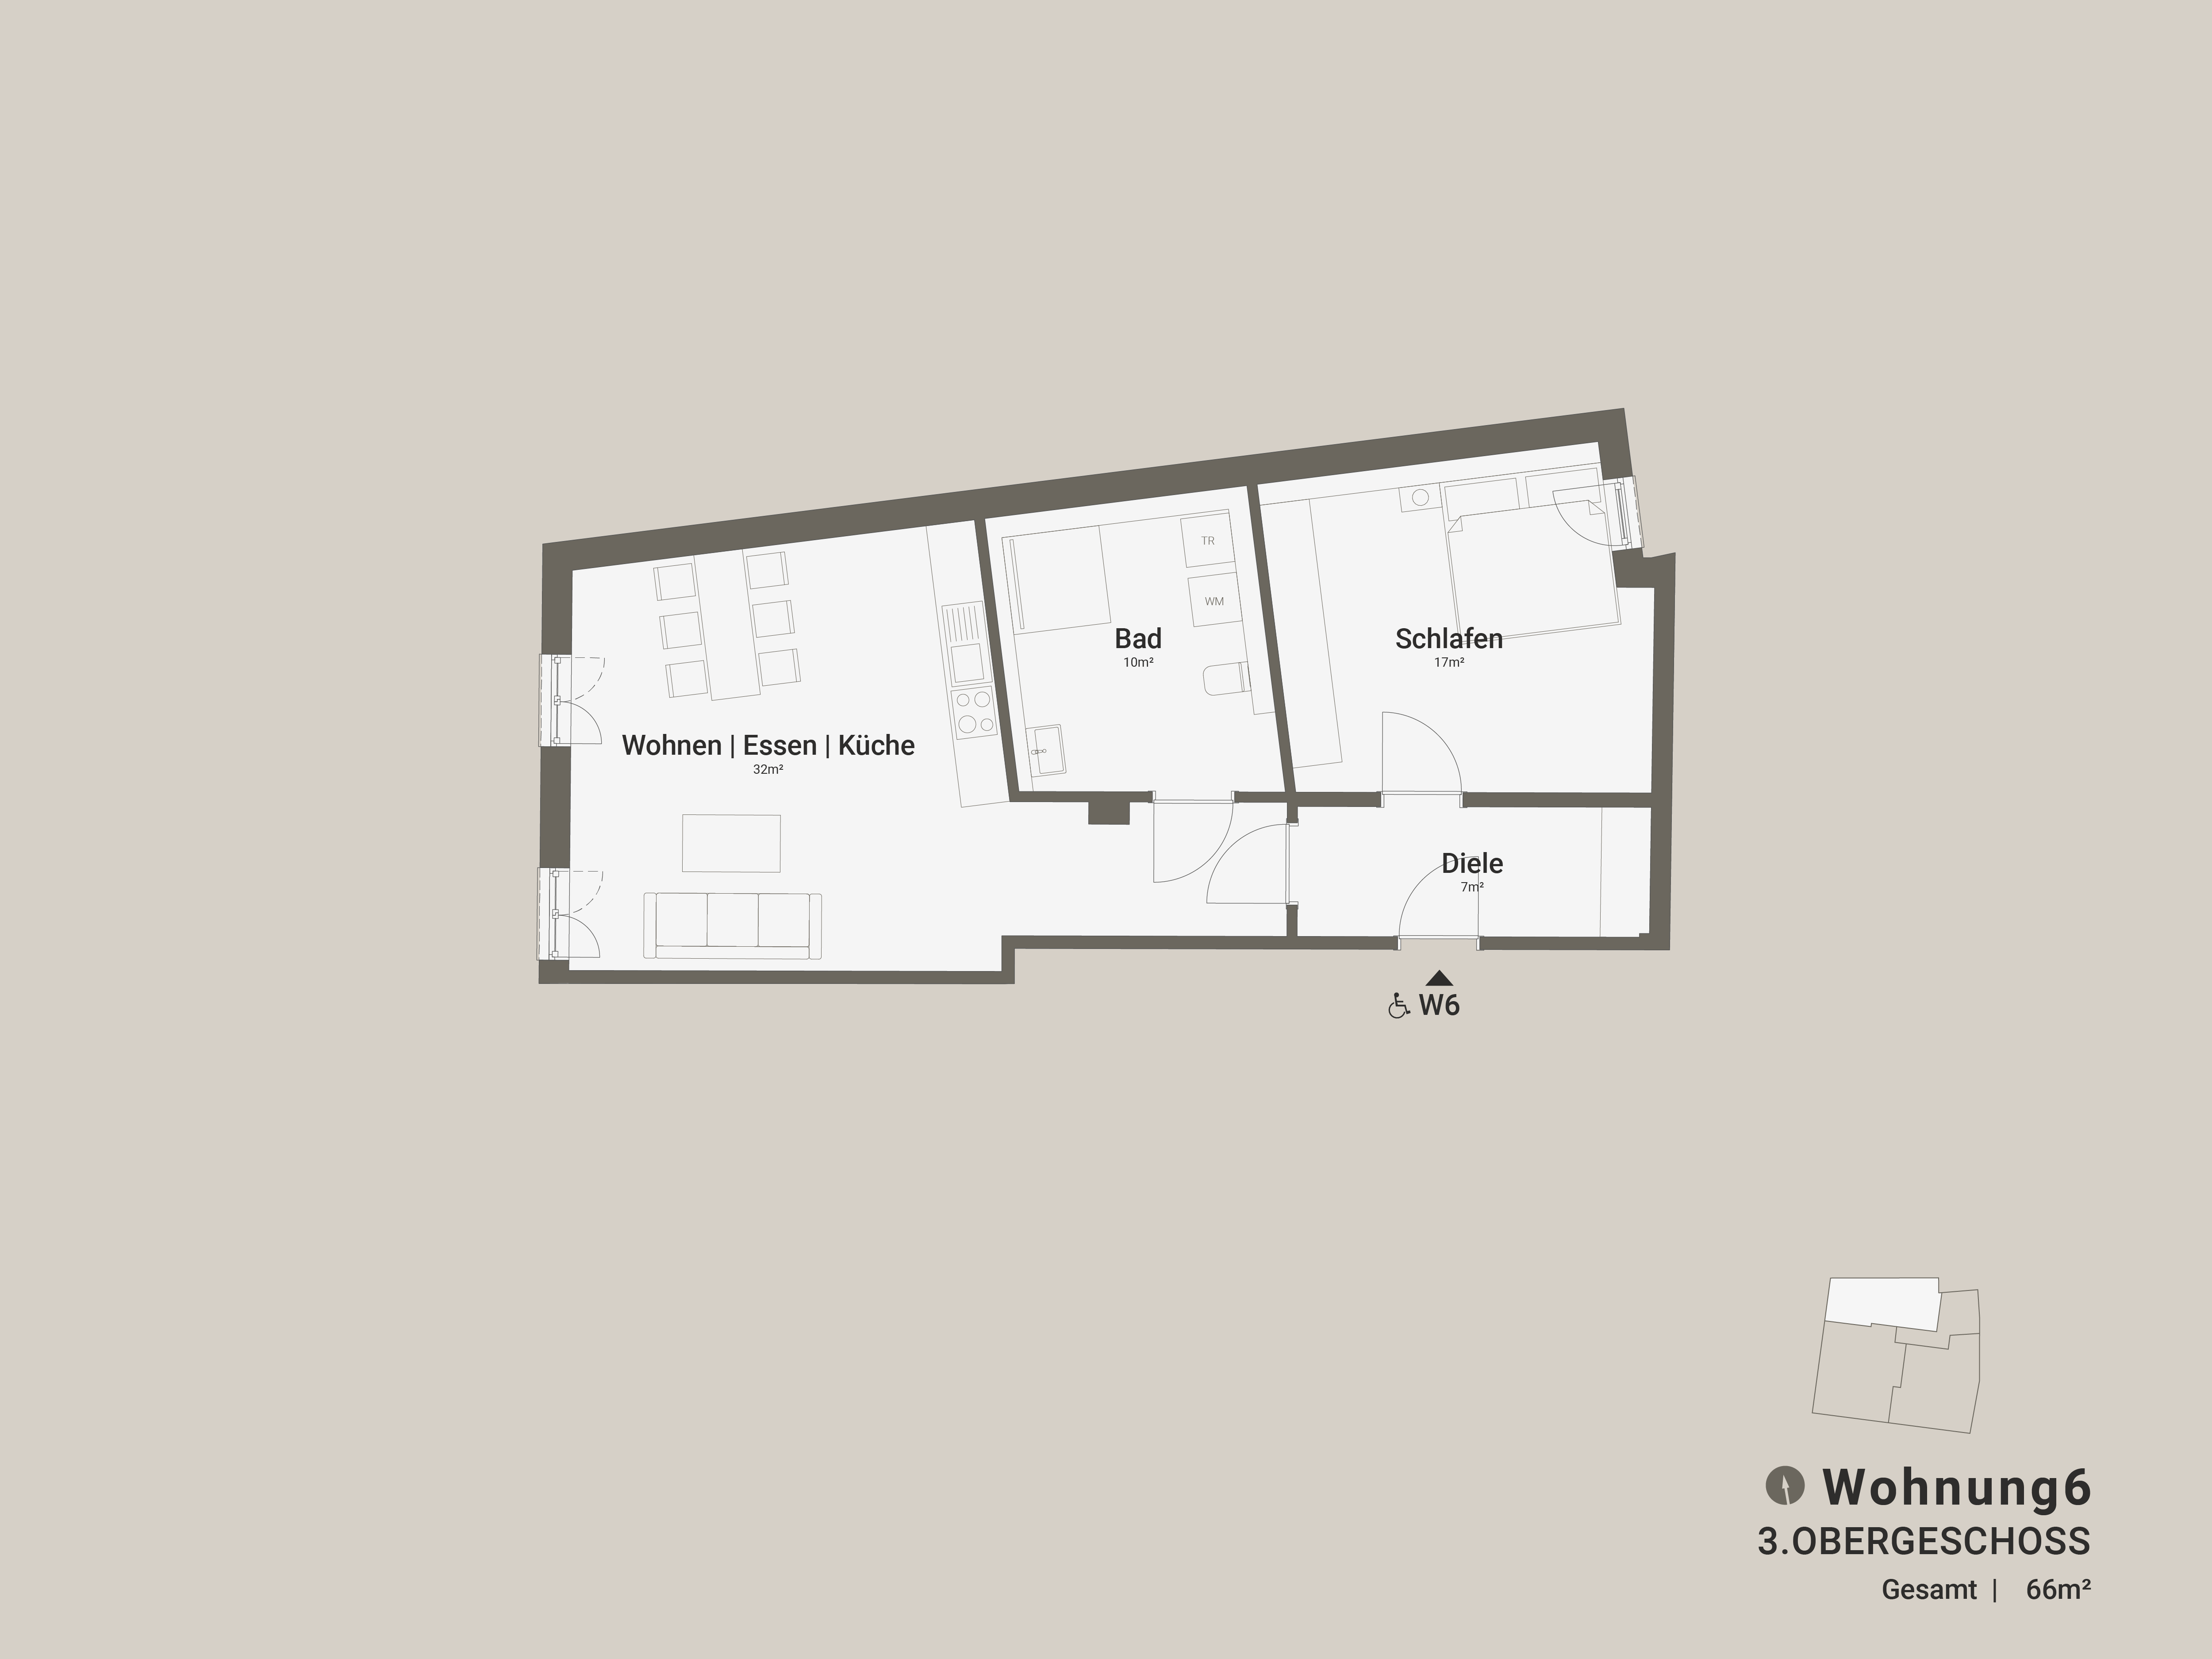 TR
WM
Bad
10m²
Schlafen
17m²
Wohnen | Essen | Küche
32m²
Diele
7m²
W6
Wohnung6
3.OBERGESCHOSS
Gesamt | 66m²